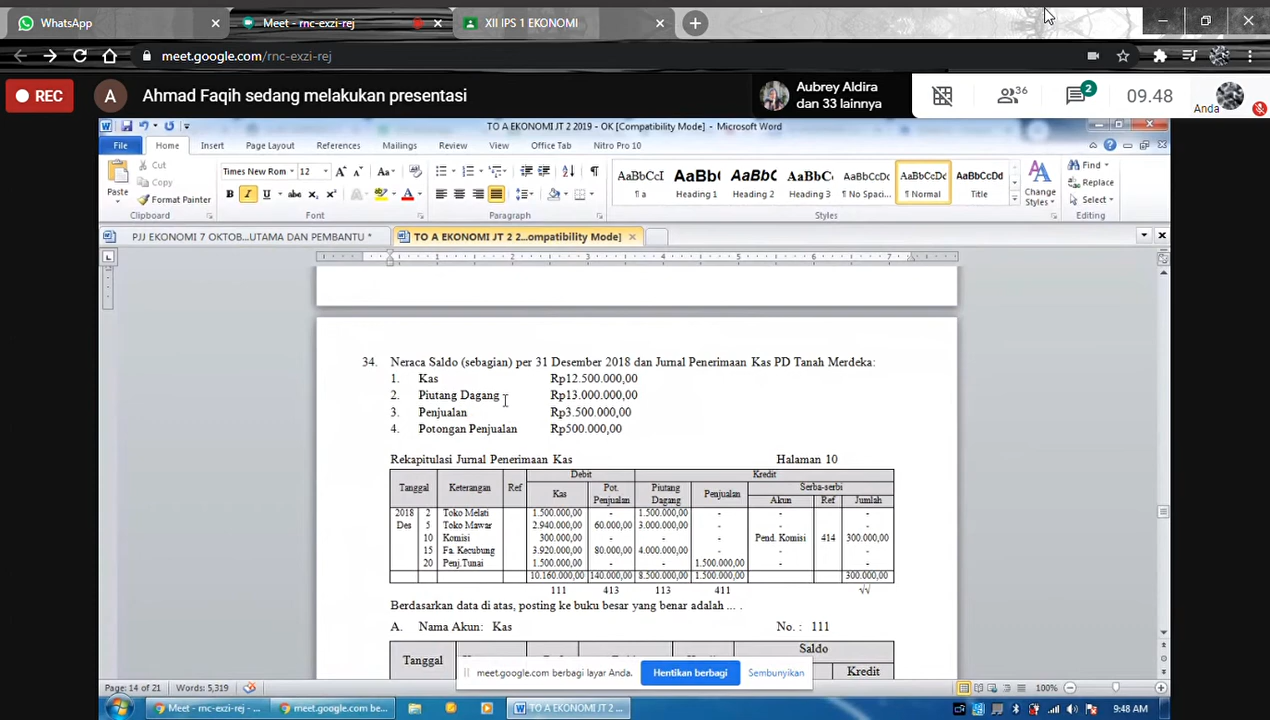 WhatsApp
Meet - rnc-exzi-rej
XII IPS 1 EKONOMI
meet.google.com/rnc-exzi-rej
REC
A
Ahmad Faqih sedang melakukan presentasi
Aubrey Aldira
dan 33 lainnya
36
2
09.48
Anda
TO A EKONOMI JT 2 2019 - OK [Compatibility Mode] - Microsoft Word
File Home Insert Page Layout References Mailings Review View Office Tab Nitro PDF 10
Paste
Cut
Copy
Format Painter
Clipboard
Times New Rom 12
Font
Paragraph
AaBbCcI AaBbC AaBbCc AaBbC AaBbCcDc AaBbCcDc AaBbCcDd
¶ a Heading 1 Heading 2 Heading 3 ¶ No Spaci... ¶ Normal Title
Change
Styles
Styles
Find
Replace
Select
Editing
PJJ EKONOMI 7 OKTOB...UTAMA DAN PEMBANTU *
TO A EKONOMI JT 2 2...ompatibility Mode]
34. Neraca Saldo (sebagian) per 31 Desember 2018 dan Jurnal Penerimaan Kas PD Tanah Merdeka:
1. Kas Rp12.500.000,00
2. Piutang Dagang Rp13.000.000,00
3. Penjualan Rp3.500.000,00
4. Potongan Penjualan Rp500.000,00
Rekapitulasi Jurnal Penerimaan Kas Halaman 10
Tanggal Keterangan Ref Debit Kredit
Kas Pot. Penjualan Piutang Dagang Penjualan Serba-serbi
Akun Ref Jumlah
2018 2 Toko Melati 1.500.000,00 - 1.500.000,00 - - -
Des 5 Toko Mawar 2.940.000,00 60.000,00 3.000.000,00 - - -
10 Komisi 300.000,00 - - - Pend. Komisi 414 300.000,00
15 Fa. Kecubung 3.920.000,00 80.000,00 4.000.000,00 - - -
20 Penj.Tunai 1.500.000,00 - - 1.500.000,00 - -
10.160.000,00 140.000,00 8.500.000,00 1.500.000,00 300.000,00
111 413 113 411 √√
Berdasarkan data di atas, posting ke buku besar yang benar adalah ... .
A. Nama Akun: Kas No. : 111
Tanggal Saldo
Kredit
meet.google.com berbagi layar Anda. Hentikan berbagi Sembunyikan
Page: 14 of 21 Words: 5,319 100%
Meet - rnc-exzi-rej - ... meet.google.com be... TO A EKONOMI JT 2 ... 9:48 AM